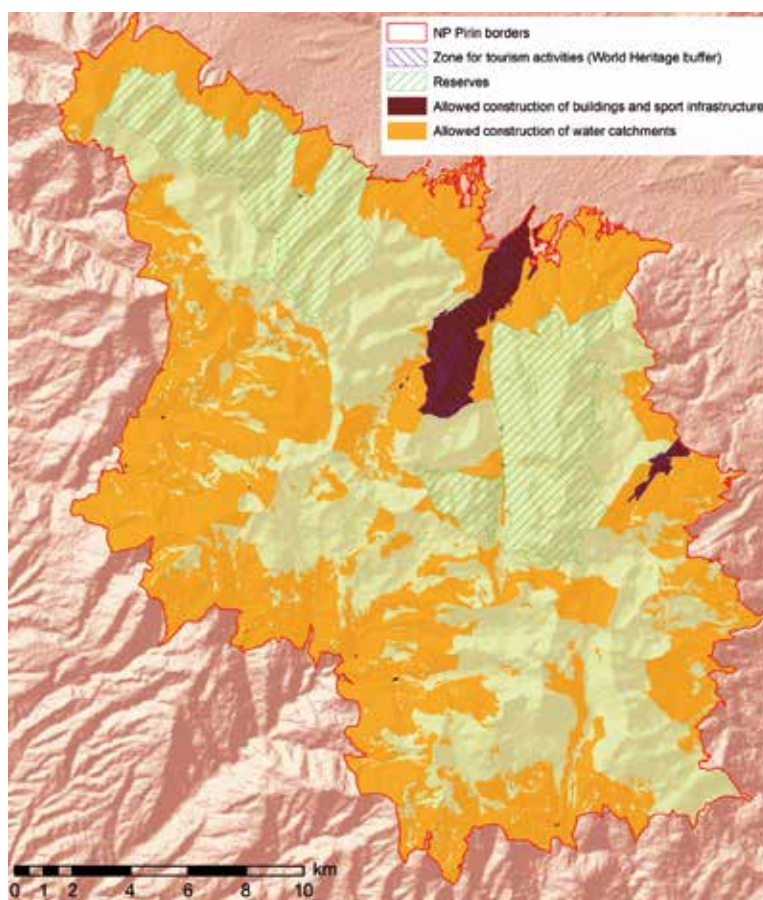 NP Pirin borders
Zone for tourism activities (World Heritage buffer)
Reserves
Allowed construction of buildings and sport infrastructure
Allowed construction of water catchments
km
0 1 2 4 6 8 10